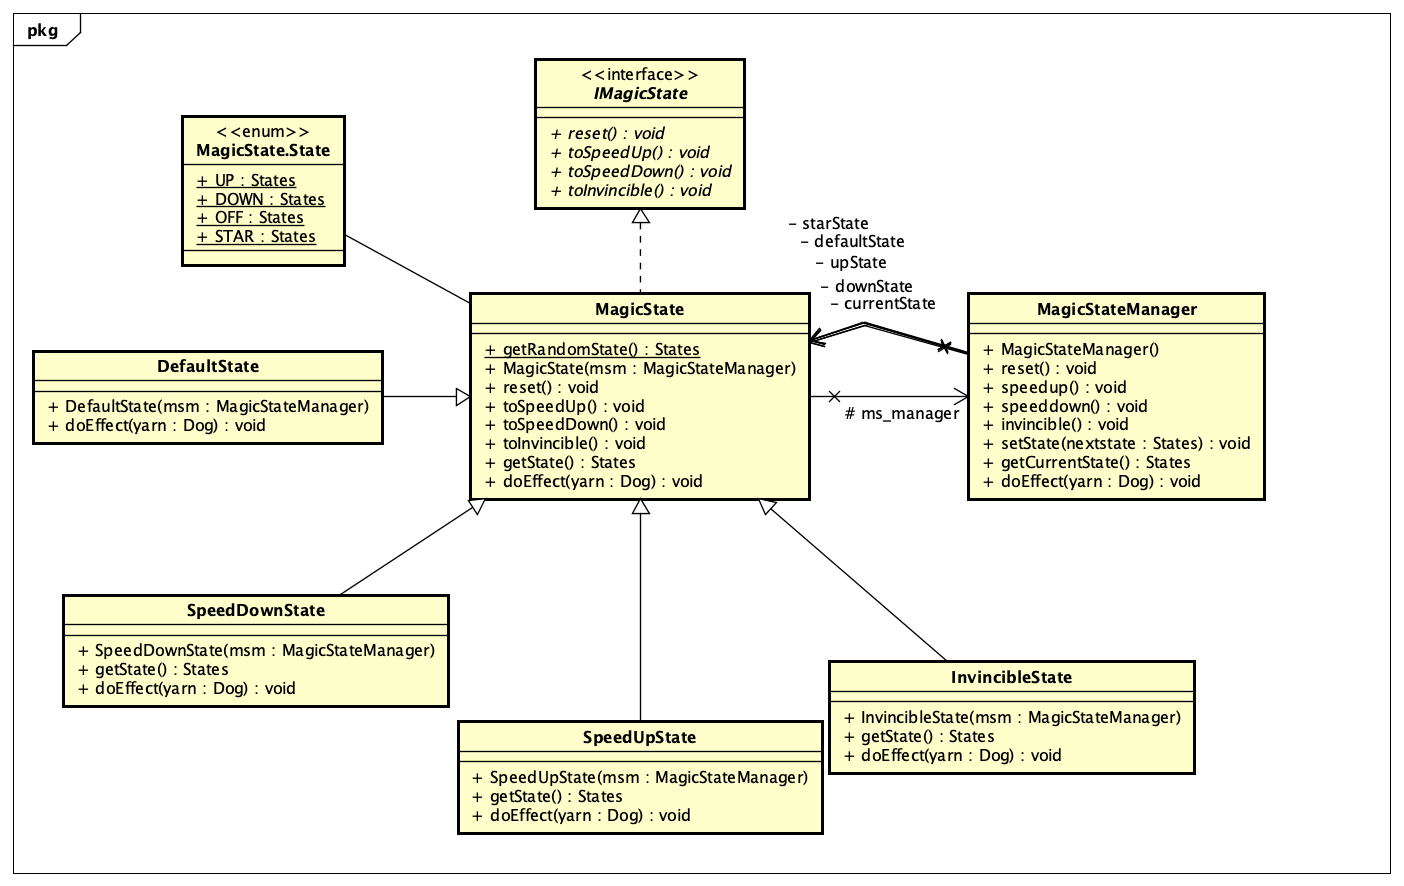 pkg
<<interface>>
IMagicState
+ reset() : void
+ toSpeedUp() : void
+ toSpeedDown() : void
+ toInvincible() : void
<<enum>>
MagicState.State
+ UP : States
+ DOWN : States
+ OFF : States
+ STAR : States
- starState
- defaultState
- upState
- downState
- currentState
MagicState
+ getRandomState() : States
+ MagicState(msm : MagicStateManager)
+ reset() : void
+ toSpeedUp() : void
+ toSpeedDown() : void
+ toInvincible() : void
+ getState() : States
+ doEffect(yarn : Dog) : void
MagicStateManager
+ MagicStateManager()
+ reset() : void
+ speedup() : void
+ speeddown() : void
+ invincible() : void
+ setState(nextstate : States) : void
+ getCurrentState() : States
+ doEffect(yarn : Dog) : void
# ms_manager
DefaultState
+ DefaultState(msm : MagicStateManager)
+ doEffect(yarn : Dog) : void
SpeedDownState
+ SpeedDownState(msm : MagicStateManager)
+ getState() : States
+ doEffect(yarn : Dog) : void
InvincibleState
+ InvincibleState(msm : MagicStateManager)
+ getState() : States
+ doEffect(yarn : Dog) : void
SpeedUpState
+ SpeedUpState(msm : MagicStateManager)
+ getState() : States
+ doEffect(yarn : Dog) : void